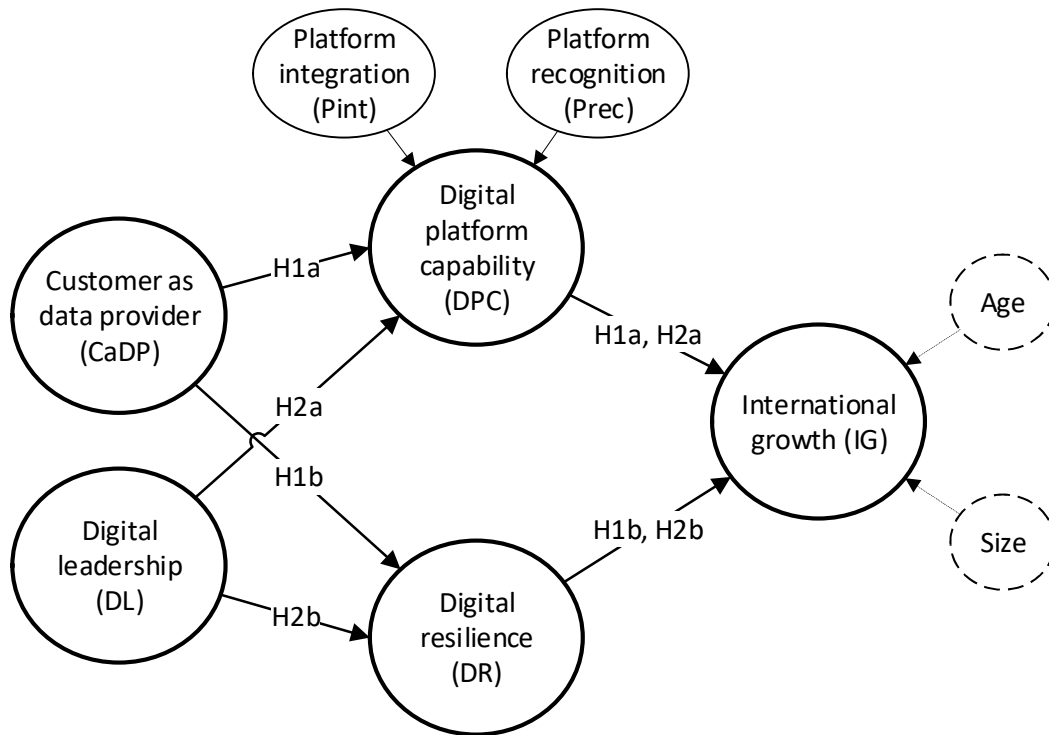 Platform
integration
(Pint)
Platform
recognition
(Prec)
Digital
platform
capability
(DPC)
Customer as
data provider
(CaDP)
H1a
H2a
H1b
H2b
H1a, H2a
H1b, H2b
Digital
leadership
(DL)
Digital
resilience
(DR)
International
growth (IG)
Age
Size